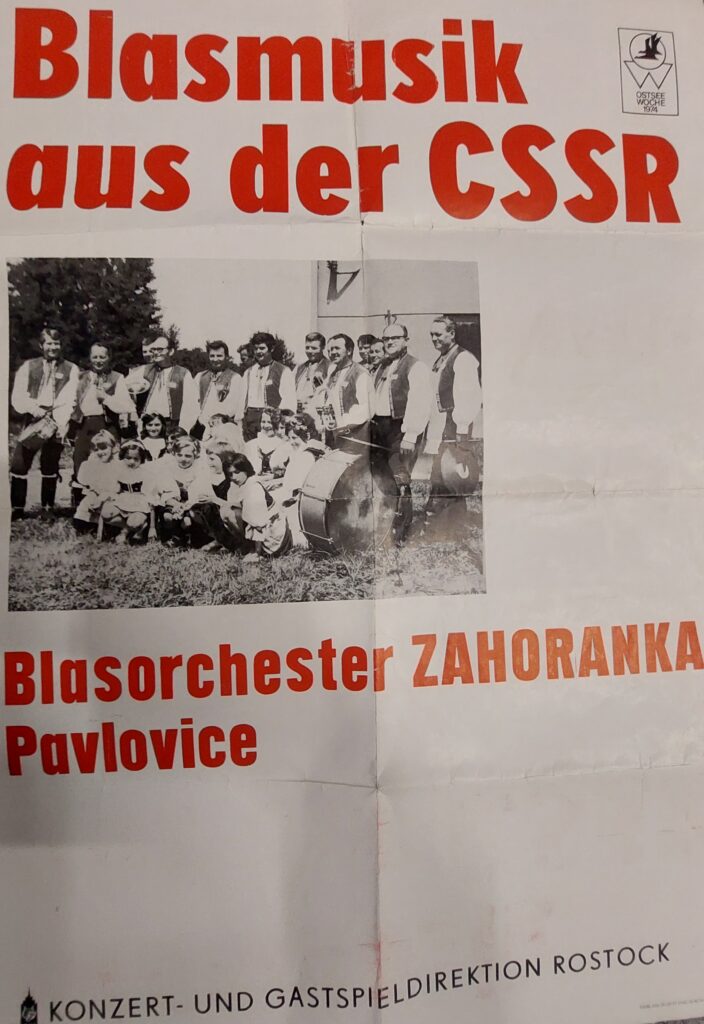 Blasmusik
aus der CSSR
OSTSEE
WOCHE
1974
Blasorchester ZAHORANKA
Pavlovice
KONZERT- UND GASTSPIELDIREKTION ROSTOCK